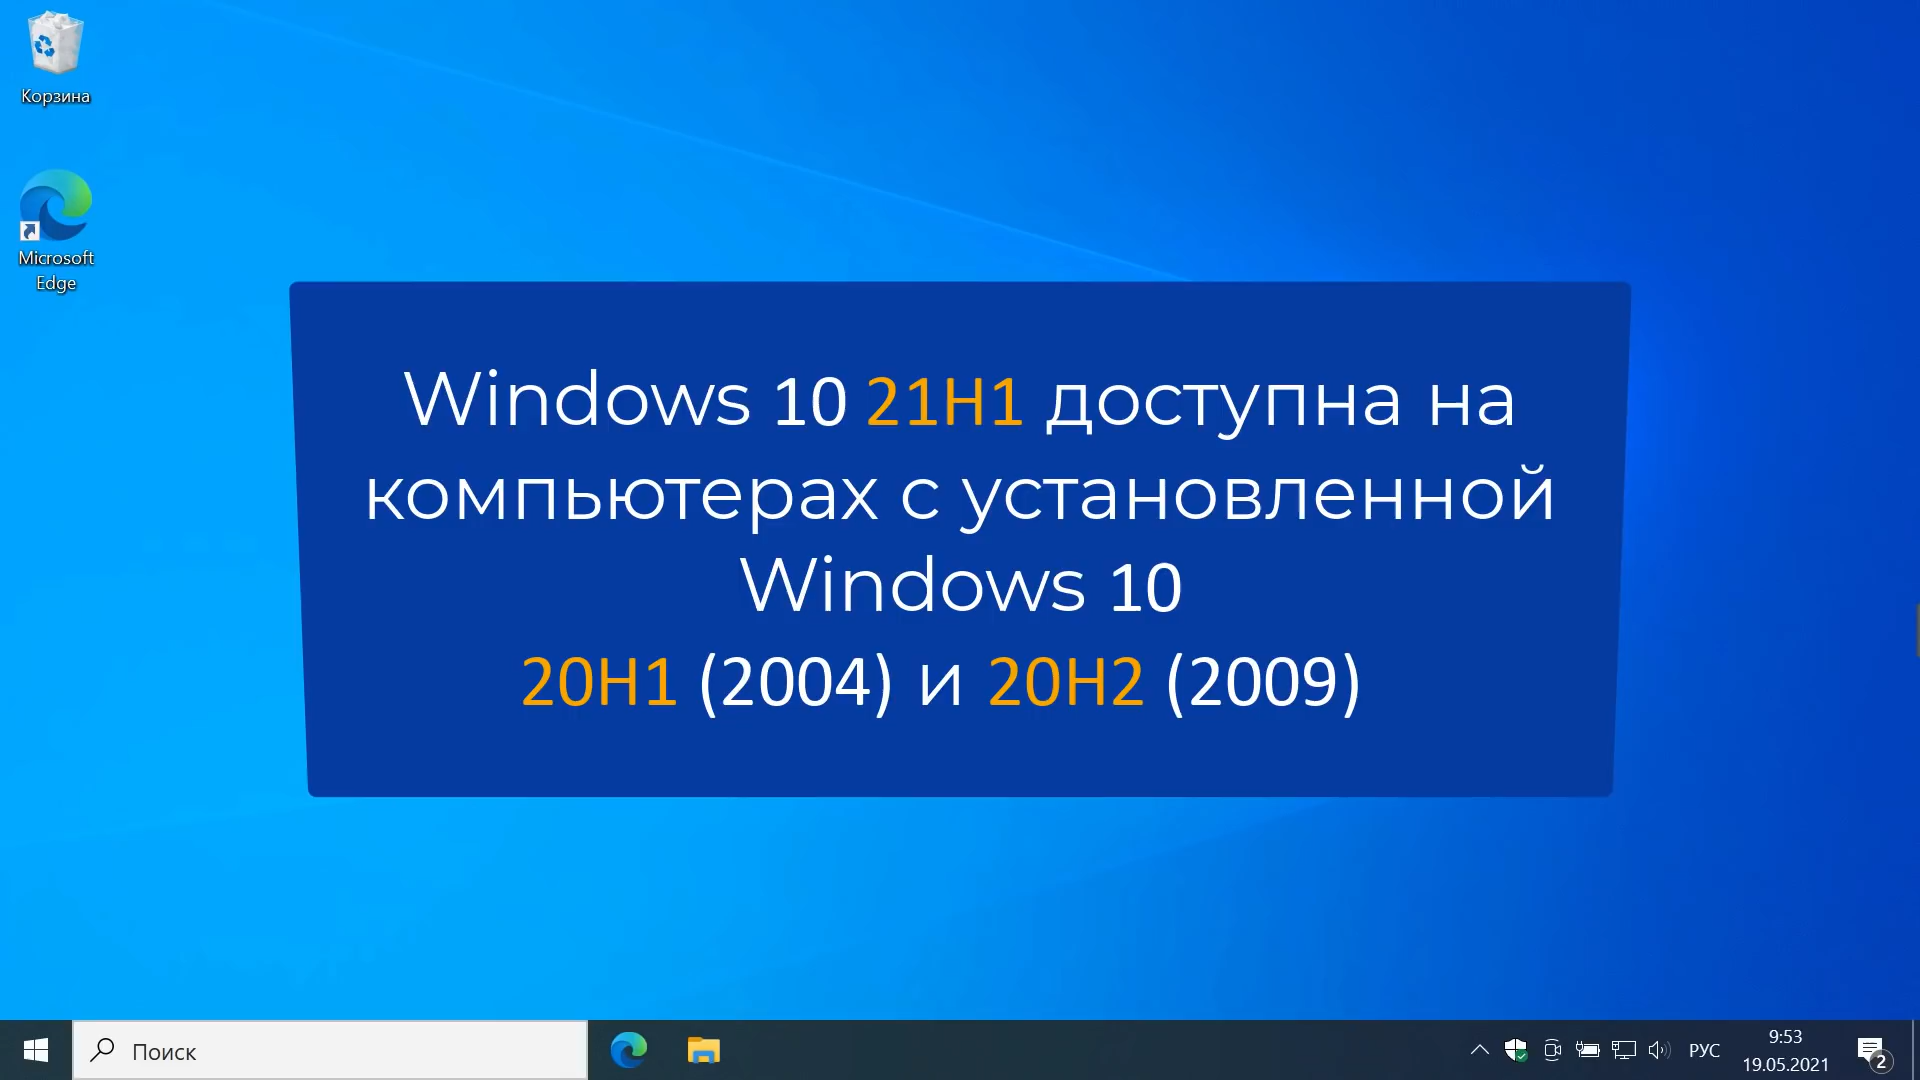 Корзина
Microsoft
Edge
Windows 10 21H1 доступна на
компьютерах с установленной
Windows 10
20H1 (2004) и 20H2 (2009)
Поиск
РУС
9:53
19.05.2021
2